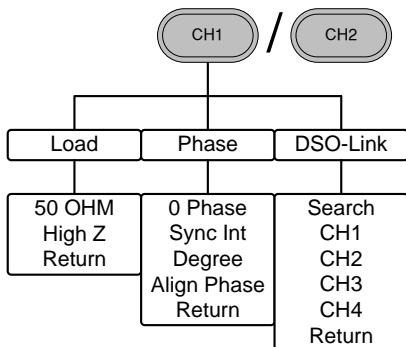 CH1 / CH2
Load Phase DSO-Link
50 OHM
High Z
Return
0 Phase
Sync Int
Degree
Align Phase
Return
Search
CH1
CH2
CH3
CH4
Return